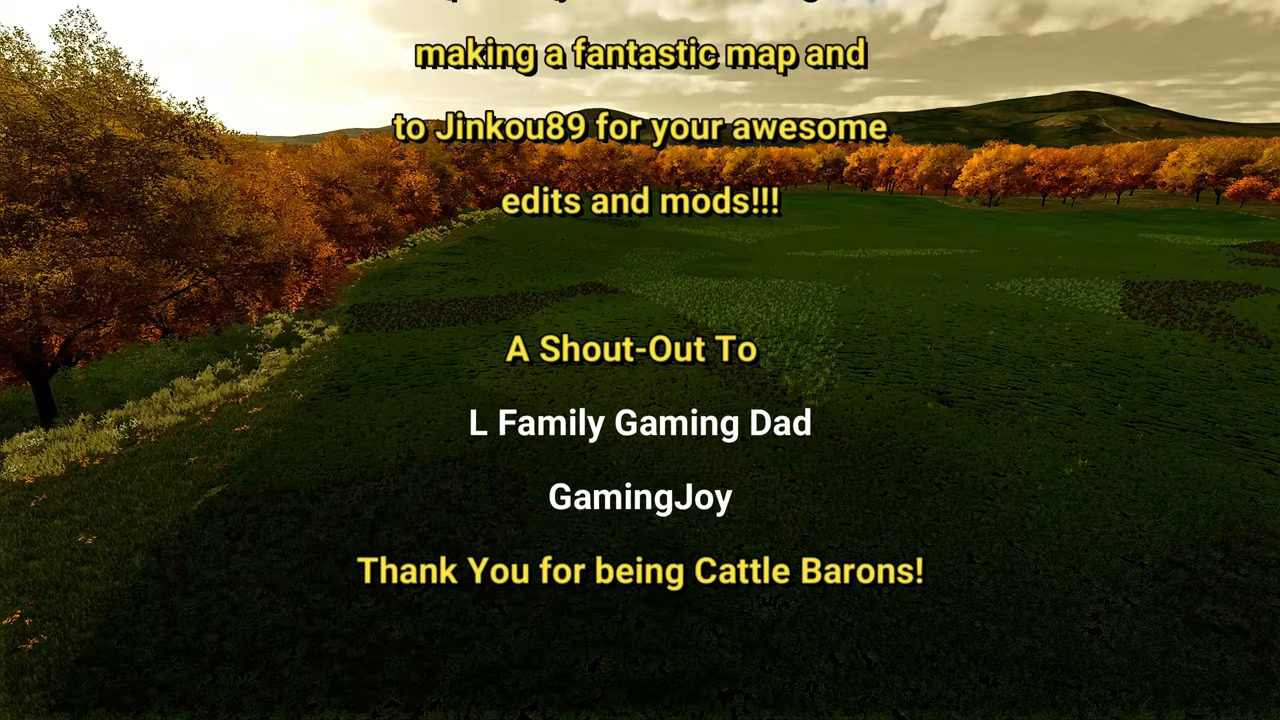 making a fantastic map and
to Jinkou89 for your awesome
edits and mods!!!
A Shout-Out To
L Family Gaming Dad
GamingJoy
Thank You for being Cattle Barons!